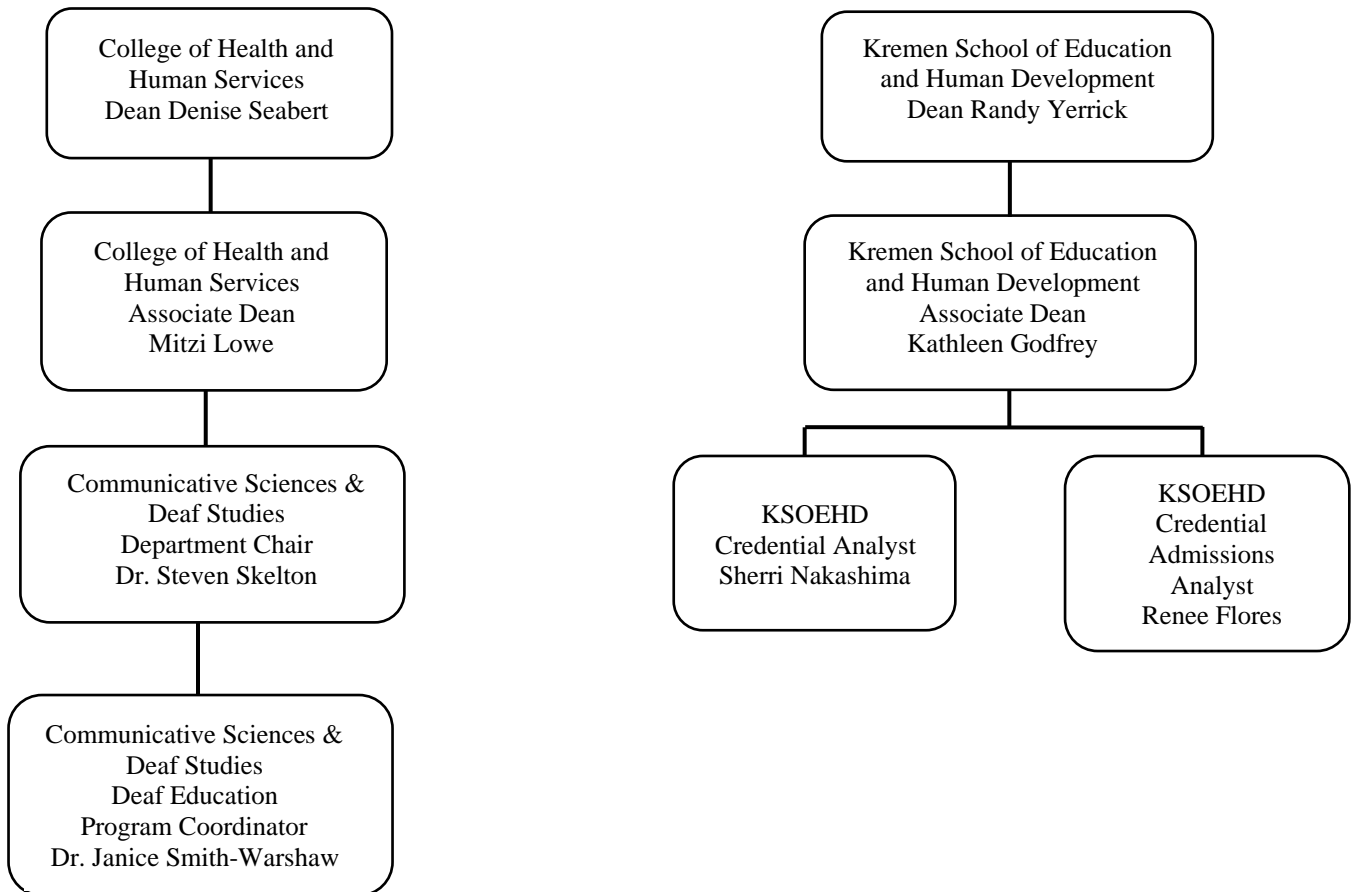 College of Health and
Human Services
Dean Denise Seabert
College of Health and
Human Services
Associate Dean
Mitzi Lowe
Communicative Sciences &
Deaf Studies
Department Chair
Dr. Steven Skelton
Communicative Sciences &
Deaf Studies
Deaf Education
Program Coordinator
Dr. Janice Smith-Warshaw
Kremen School of Education
and Human Development
Dean Randy Yerrick
Kremen School of Education
and Human Development
Associate Dean
Kathleen Godfrey
KSOEHD
Credential Analyst
Sherri Nakashima
KSOEHD
Credential
Admissions
Analyst
Renee Flores